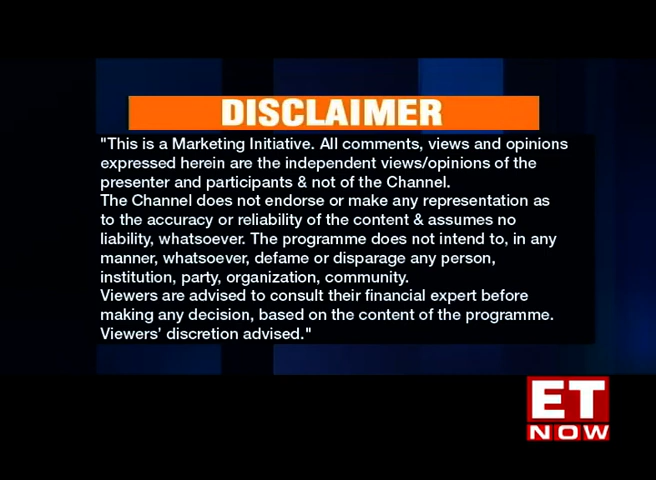 DISCLAIMER
"This is a Marketing Initiative. All comments, views and opinions
expressed herein are the independent views/opinions of the
presenter and participants & not of the Channel.
The Channel does not endorse or make any representation as
to the accuracy or reliability of the content & assumes no
liability, whatsoever. The programme does not intend to, in any
manner, whatsoever, defame or disparage any person,
institution, party, organization, community.
Viewers are advised to consult their financial expert before
making any decision, based on the content of the programme.
Viewers' discretion advised."
ET
NOW